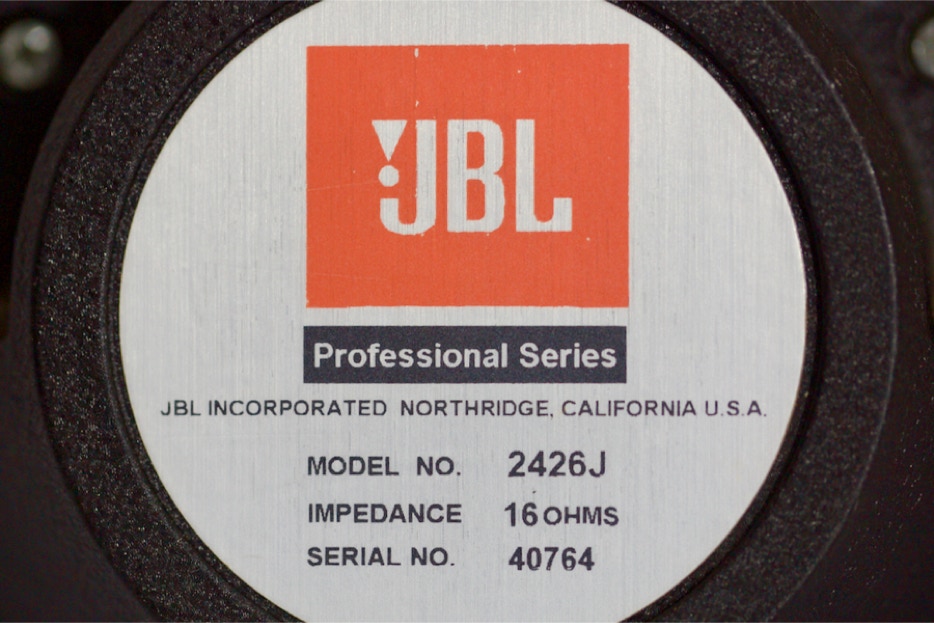 JBL
Professional Series
JBL INCORPORATED NORTHRIDGE, CALIFORNIA U.S.A.
MODEL NO. 2426J
IMPEDANCE 16 OHMS
SERIAL NO. 40764